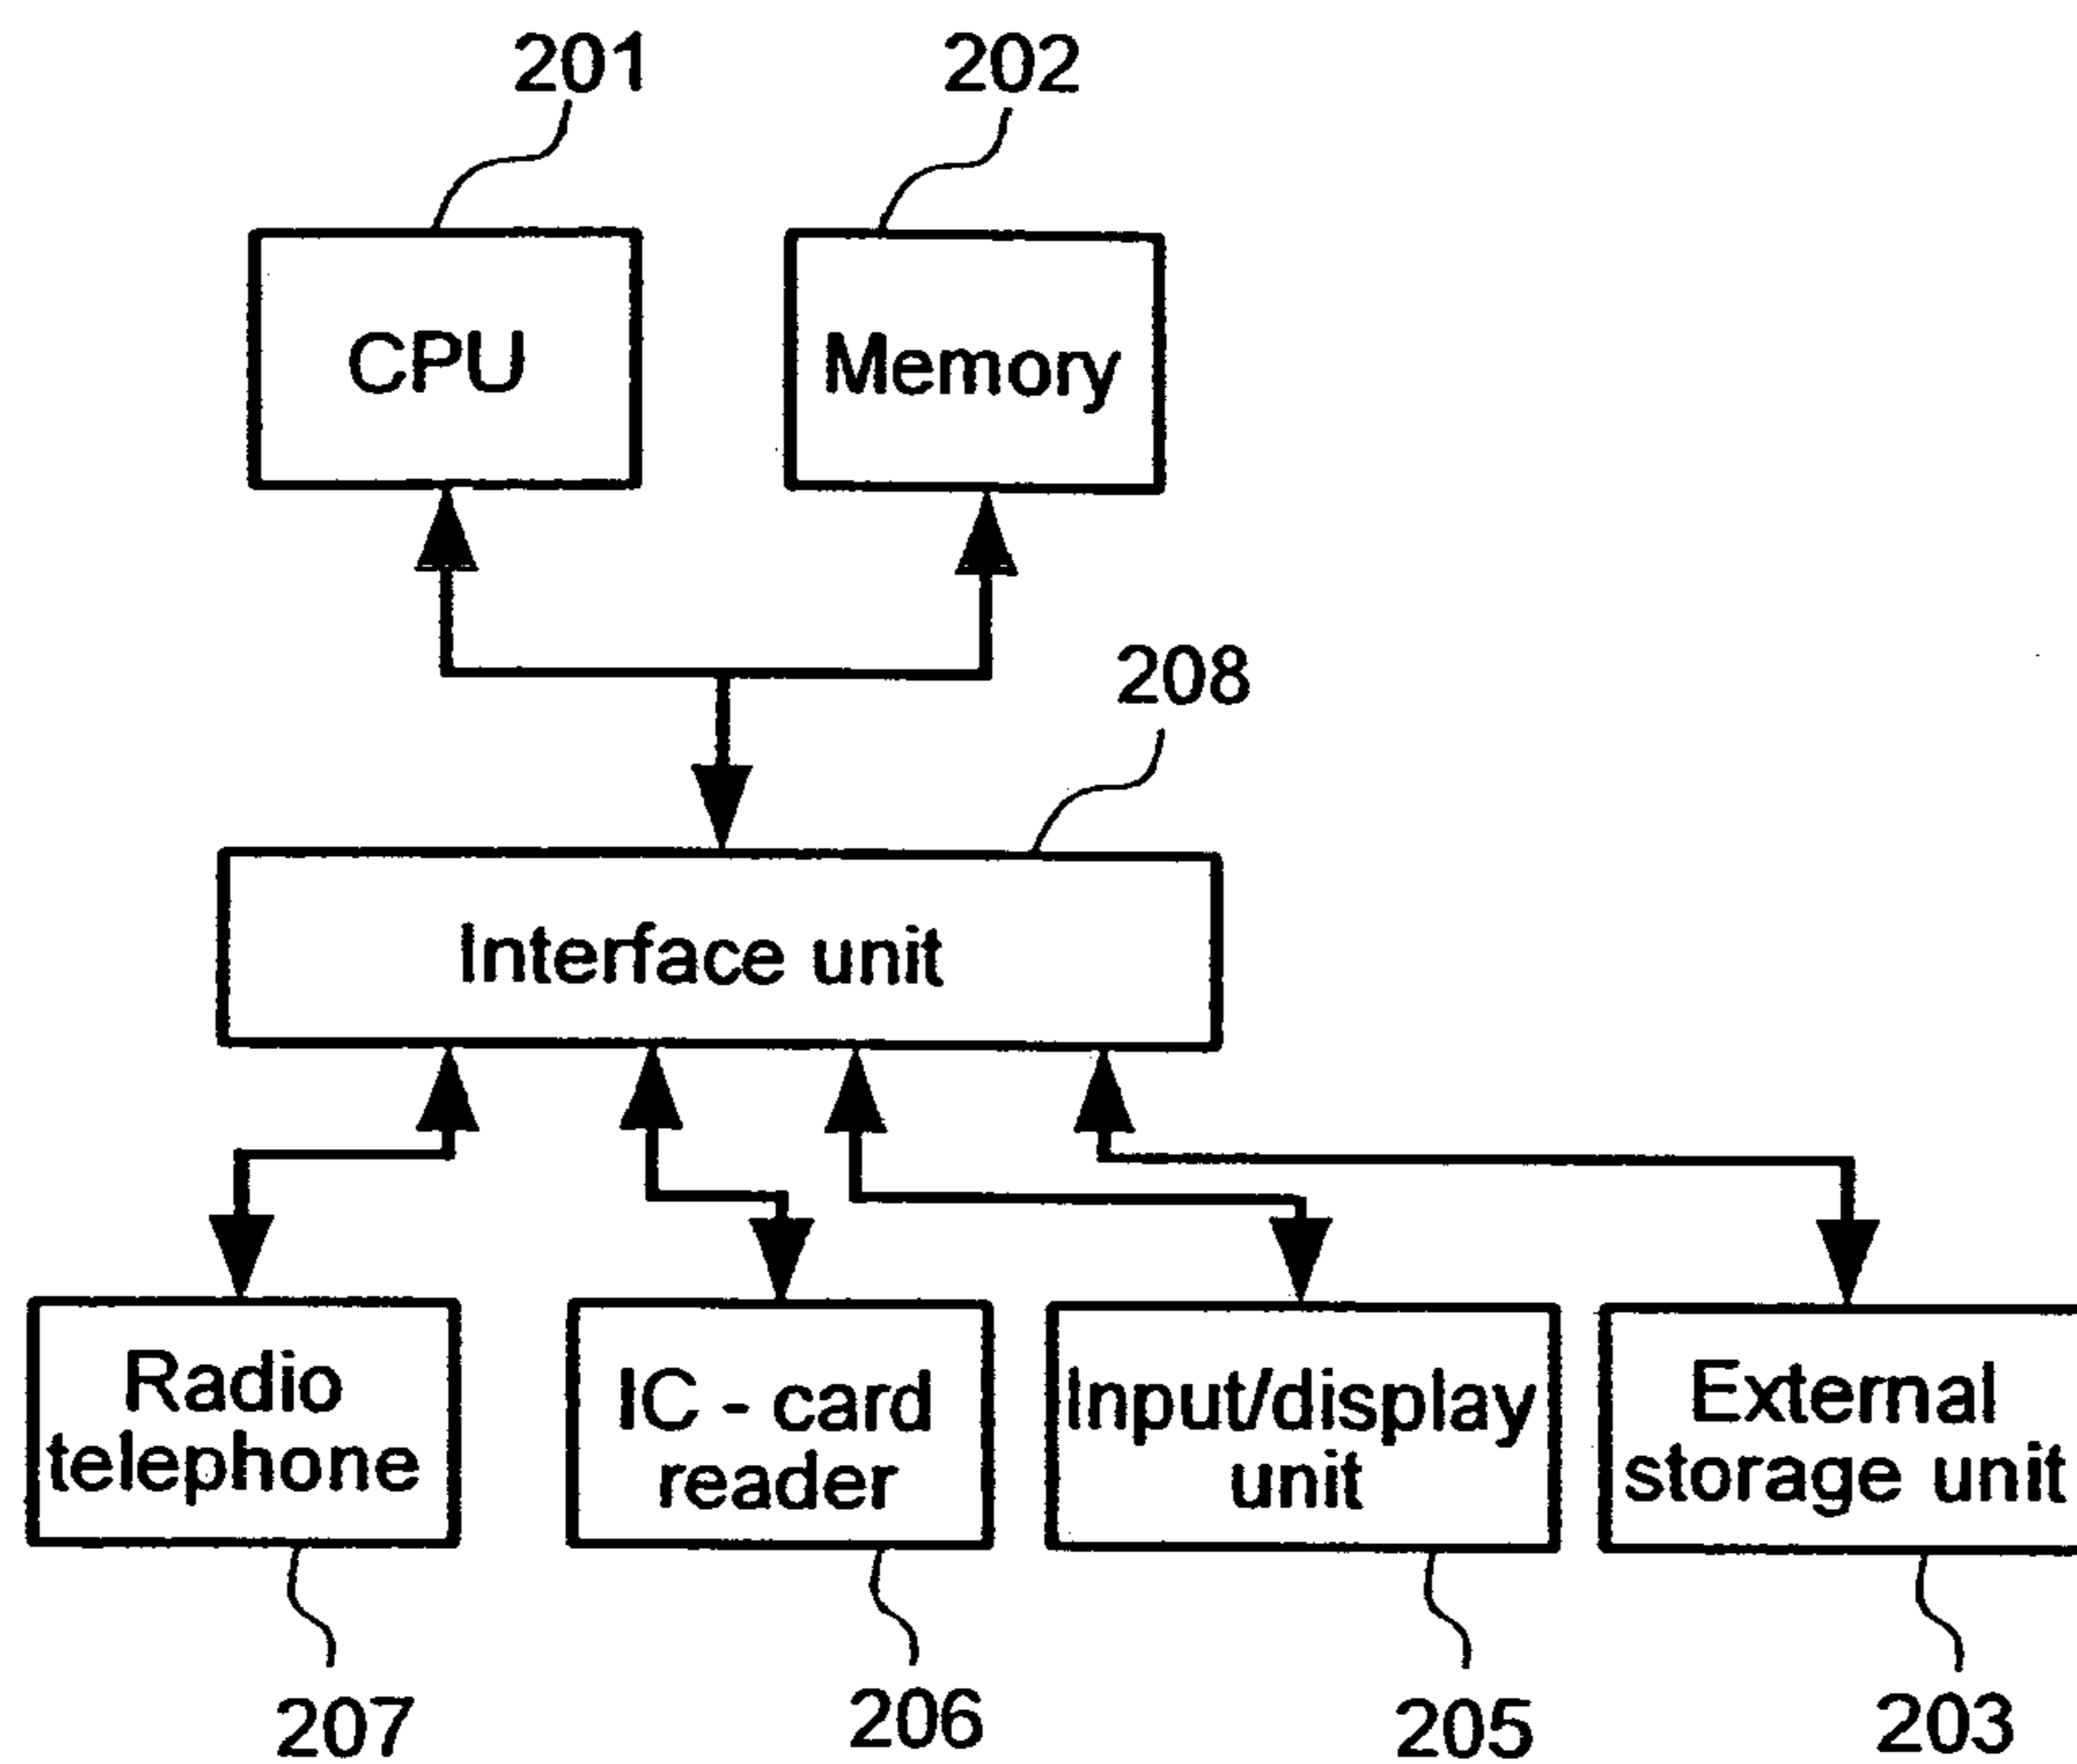 201
202
CPU
Memory
208
Interface unit
Radio
telephone
IC - card
reader
Input/display
unit
External
storage unit
207
206
205
203